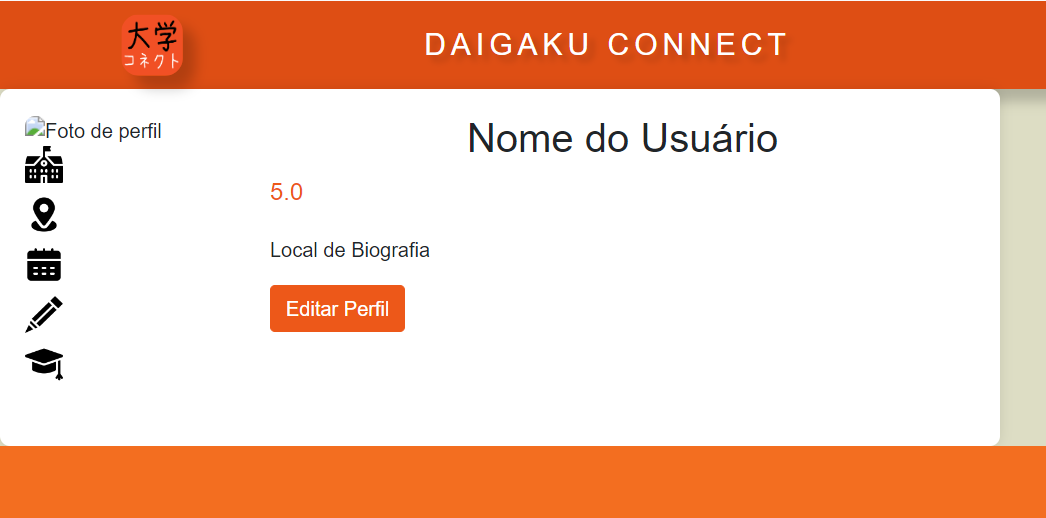 大学
コネクト
DAIGAKU CONNECT
Foto de perfil
Nome do Usuário
5.0
Local de Biografia
Editar Perfil